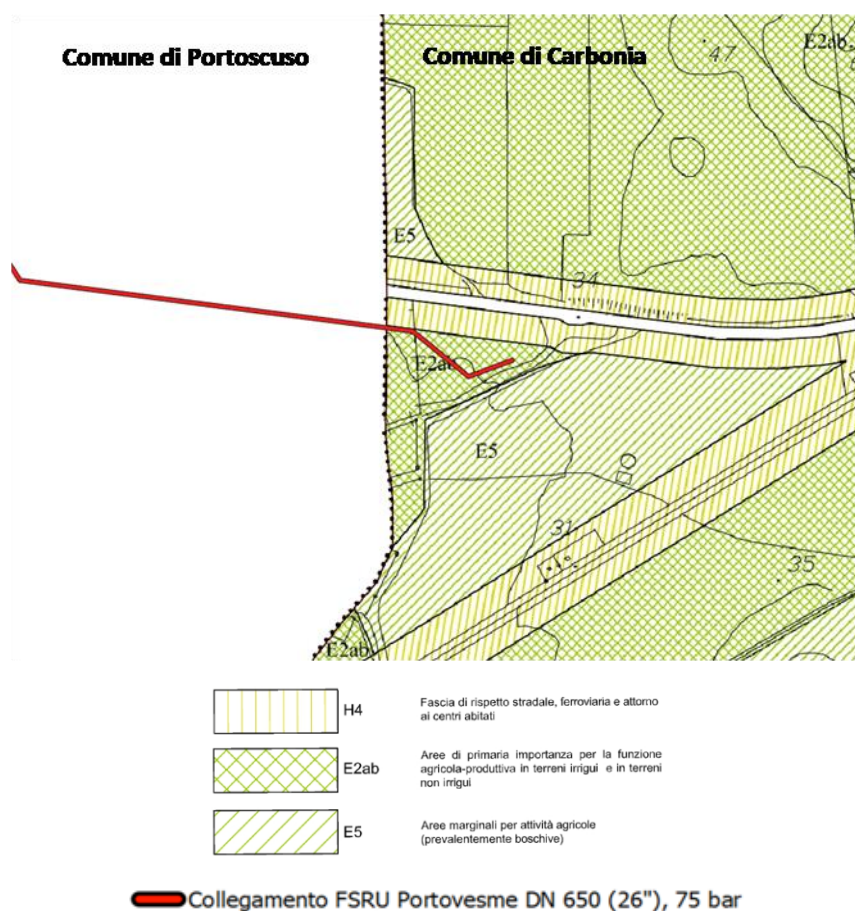 Comune di Portoscuso
Comune di Carbonia
47
E2ab
E5
34
E2ab
E5
31
35
E2ab
H4
Fascia di rispetto stradale, ferroviaria e attorno
ai centri abitati
E2ab
Aree di primaria importanza per la funzione
agricola-produttiva in terreni irrigui e in terreni
non irrigui
E5
Aree marginali per attività agricole
(prevalentemente boschive)
Collegamento FSRU Portovesme DN 650 (26"), 75 bar